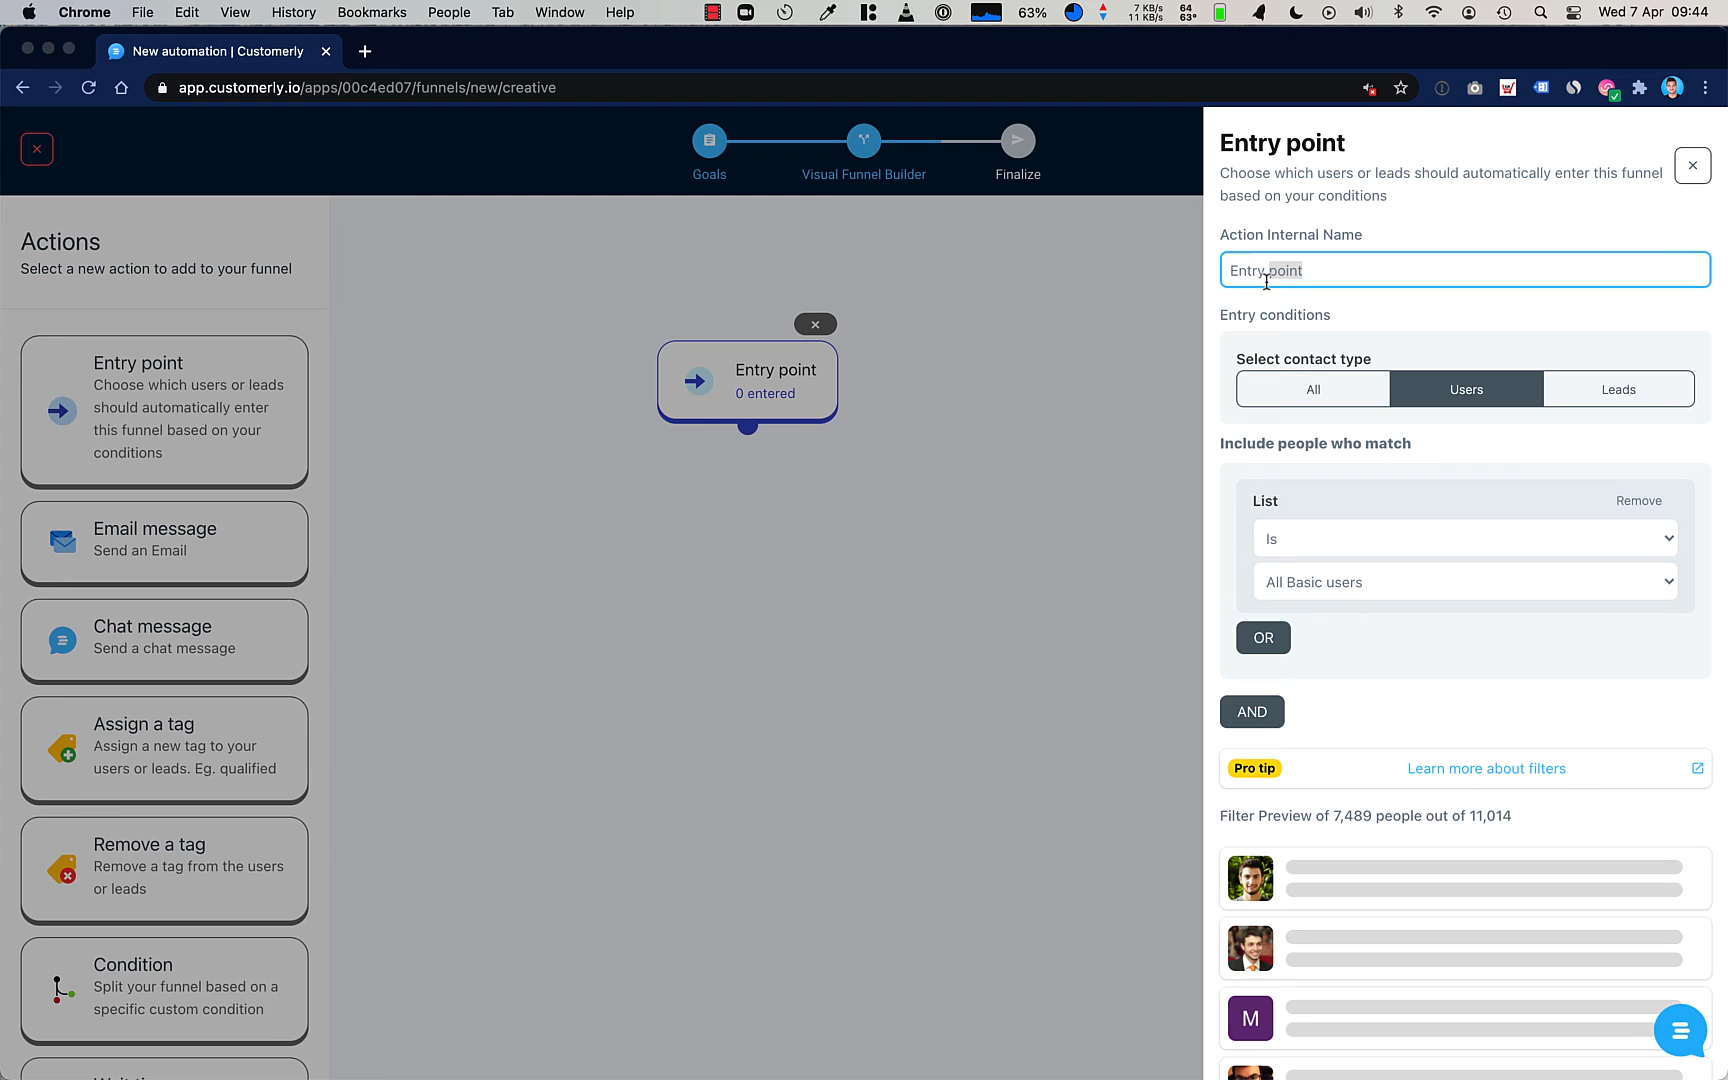 Chrome File Edit View History Bookmarks People Tab Window Help 63% 7 KB/s 11 KB/s 64 63° Wed 7 Apr 09:44
New automation | Customerly
app.customerly.io/apps/00c4ed07/funnels/new/creative
Goals
Visual Funnel Builder
Finalize
Actions
Select a new action to add to your funnel
Entry point
Choose which users or leads
should automatically enter
this funnel based on your
conditions
Email message
Send an Email
Chat message
Send a chat message
Assign a tag
Assign a new tag to your
users or leads. Eg. qualified
Remove a tag
Remove a tag from the users
or leads
Condition
Split your funnel based on a
specific custom condition
Entry point
0 entered
Entry point
Choose which users or leads should automatically enter this funnel
based on your conditions
Action Internal Name
Entry point
Entry conditions
Select contact type
All Users Leads
Include people who match
List Remove
Is
All Basic users
OR
AND
Pro tip Learn more about filters
Filter Preview of 7,489 people out of 11,014
M